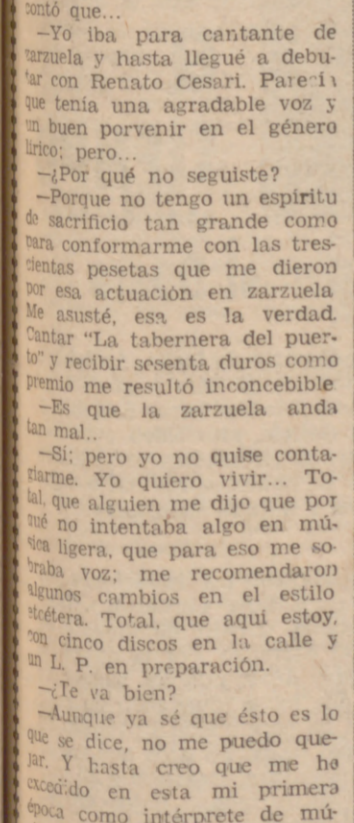 contó que...
—Yo iba para cantante de
zarzuela y hasta llegué a debu-
tar con Renato Cesari. Parecía
que tenía una agradable voz y
un buen porvenir en el género
lírico; pero...
—¿Por qué no seguiste?
—Porque no tengo un espíritu
de sacrificio tan grande como
para conformarme con las tres-
cientas pesetas que me dieron
por esa actuación en zarzuela
Me asusté, esa es la verdad.
Cantar "La tabernera del puer-
to" y recibir sesenta duros como
premio me resultó inconcebible
—Es que la zarzuela anda
tan mal..
—Sí; pero yo no quise conta-
giarme. Yo quiero vivir... To-
tal, que alguien me dijo que por
qué no intentaba algo en mú-
sica ligera, que para eso me so-
braba voz; me recomendaron
algunos cambios en el estilo
etcétera. Total, que aquí estoy,
con cinco discos en la calle y
un L. P. en preparación.
—¿Te va bien?
—Aunque ya sé que ésto es lo
que se dice, no me puedo que-
jar. Y hasta creo que me he
excedido en esta mi primera
época como intérprete de mú-